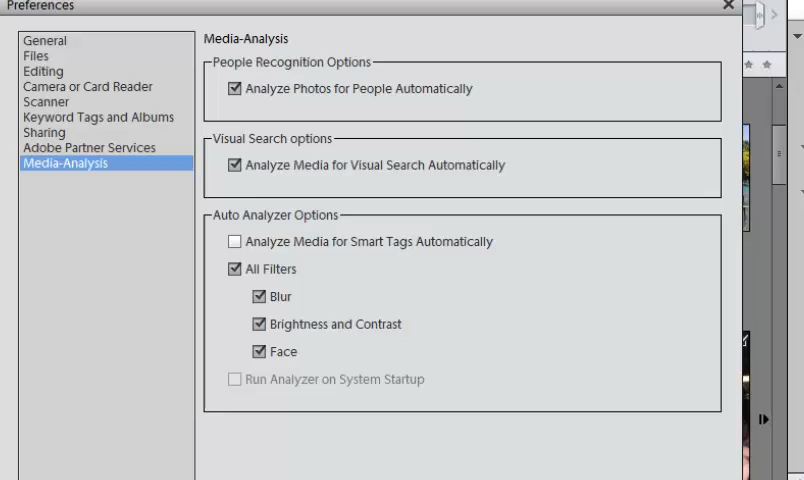 Preferences
General
Files
Editing
Camera or Card Reader
Scanner
Keyword Tags and Albums
Sharing
Adobe Partner Services
Media-Analysis
Media-Analysis
People Recognition Options
Analyze Photos for People Automatically
Visual Search options
Analyze Media for Visual Search Automatically
Auto Analyzer Options
Analyze Media for Smart Tags Automatically
All Filters
Blur
Brightness and Contrast
Face
Run Analyzer on System Startup